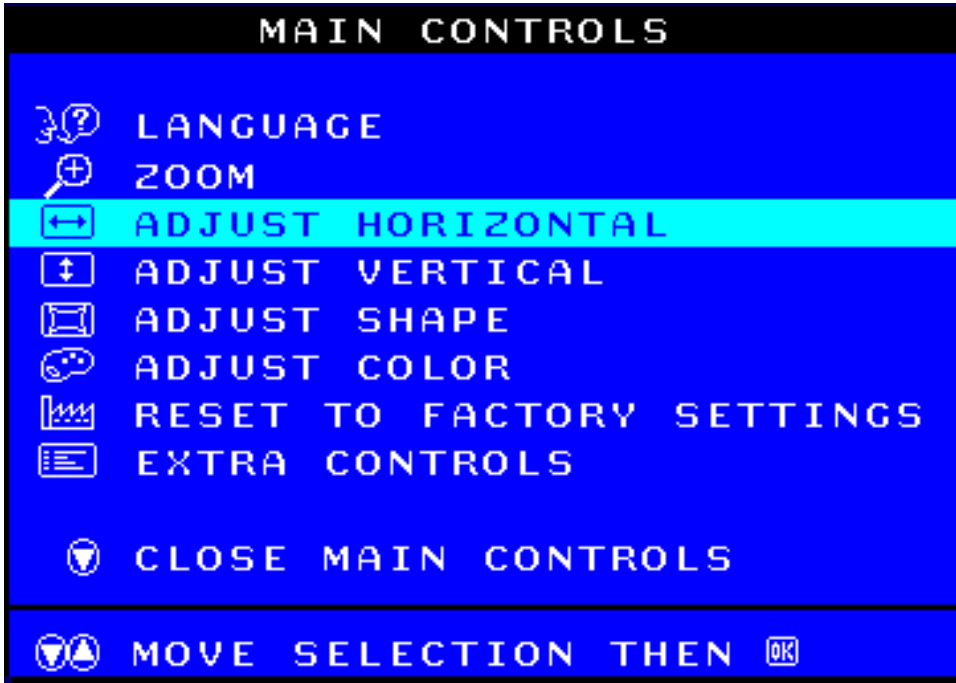 MAIN CONTROLS
LANGUAGE
ZOOM
ADJUST HORIZONTAL
ADJUST VERTICAL
ADJUST SHAPE
ADJUST COLOR
RESET TO FACTORY SETTINGS
EXTRA CONTROLS
CLOSE MAIN CONTROLS
MOVE SELECTION THEN OK